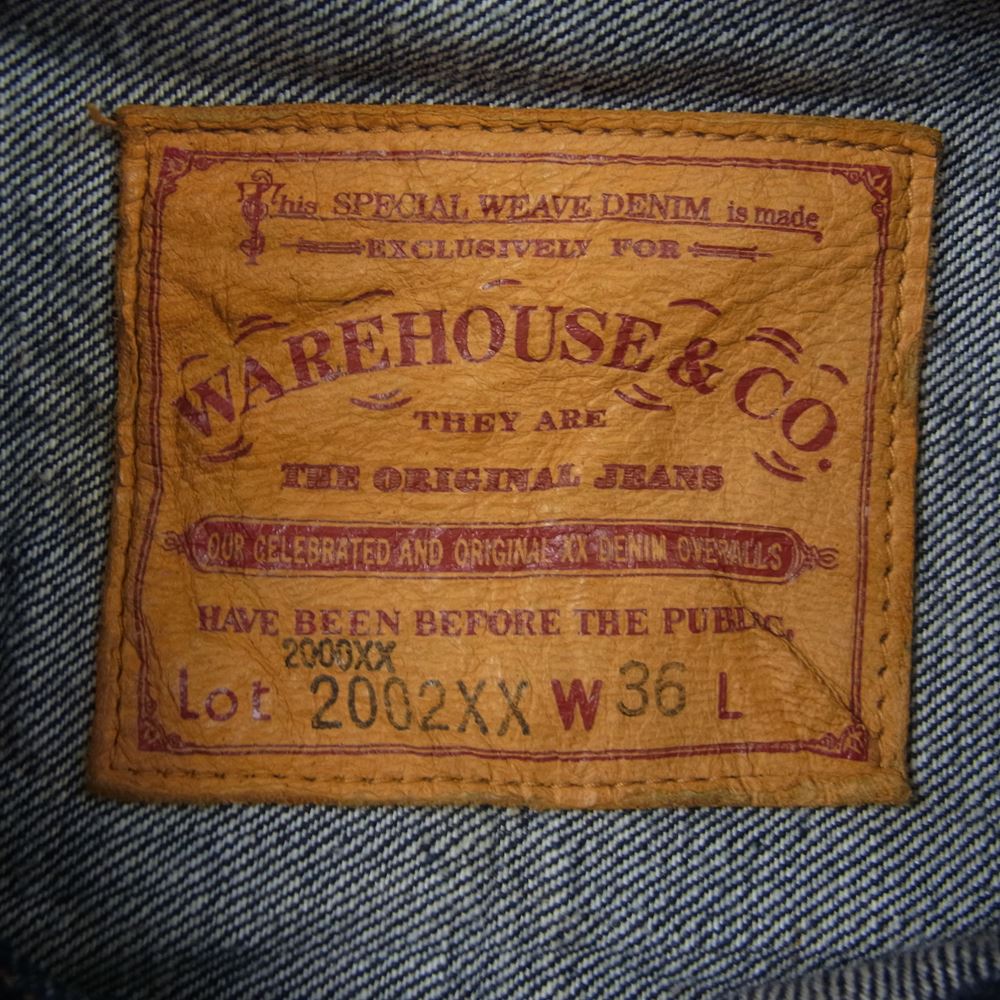 This SPECIAL WEAVE DENIM is made
EXCLUSIVELY FOR
WAREHOUSE & CO.
THEY ARE
THE ORIGINAL JEANS
OUR CELEBRATED AND ORIGINAL XX DENIM OVERALLS
HAVE BEEN BEFORE THE PUBLIC.
2000XX
Lot 2002XX W 36 L